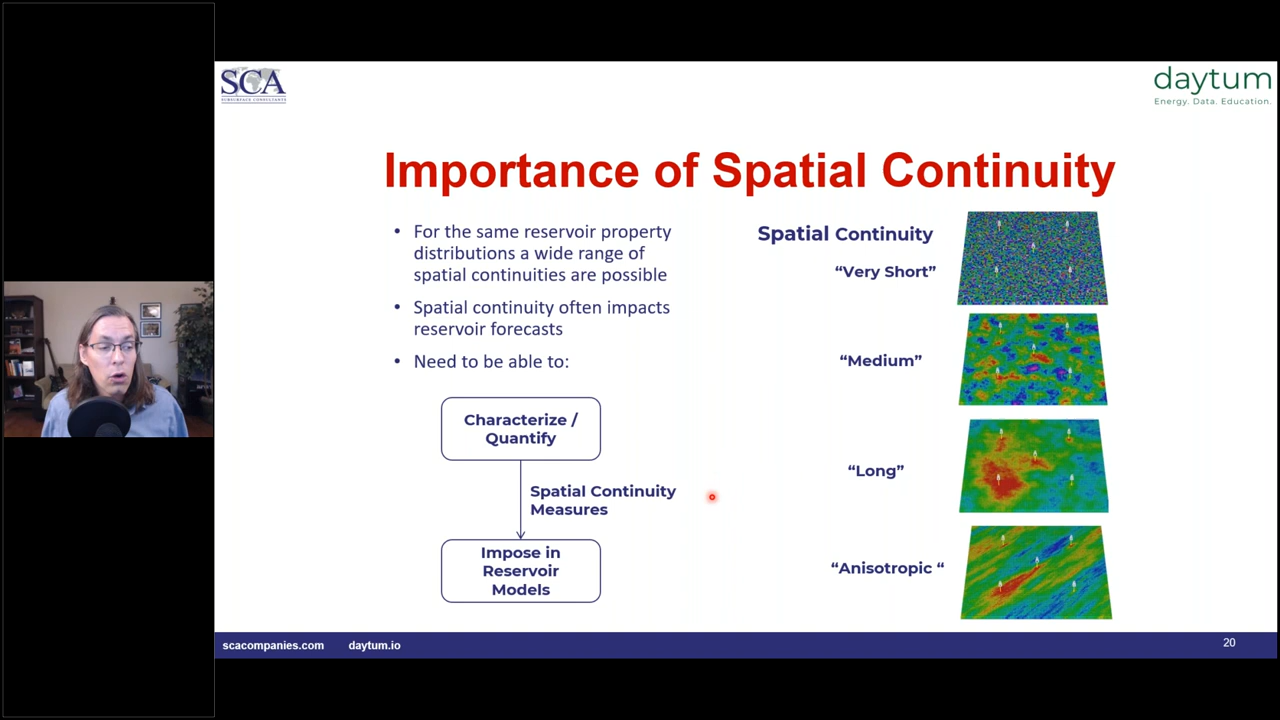 SCA
SUBSURFACE CONSULTANTS
daytum
Energy. Data. Education.
Importance of Spatial Continuity
• For the same reservoir property
distributions a wide range of
spatial continuities are possible
• Spatial continuity often impacts
reservoir forecasts
• Need to be able to:
Characterize /
Quantify
Spatial Continuity
Measures
Impose in
Reservoir
Models
Spatial Continuity
“Very Short”
“Medium”
“Long”
“Anisotropic “
scacompanies.com
daytum.io
20